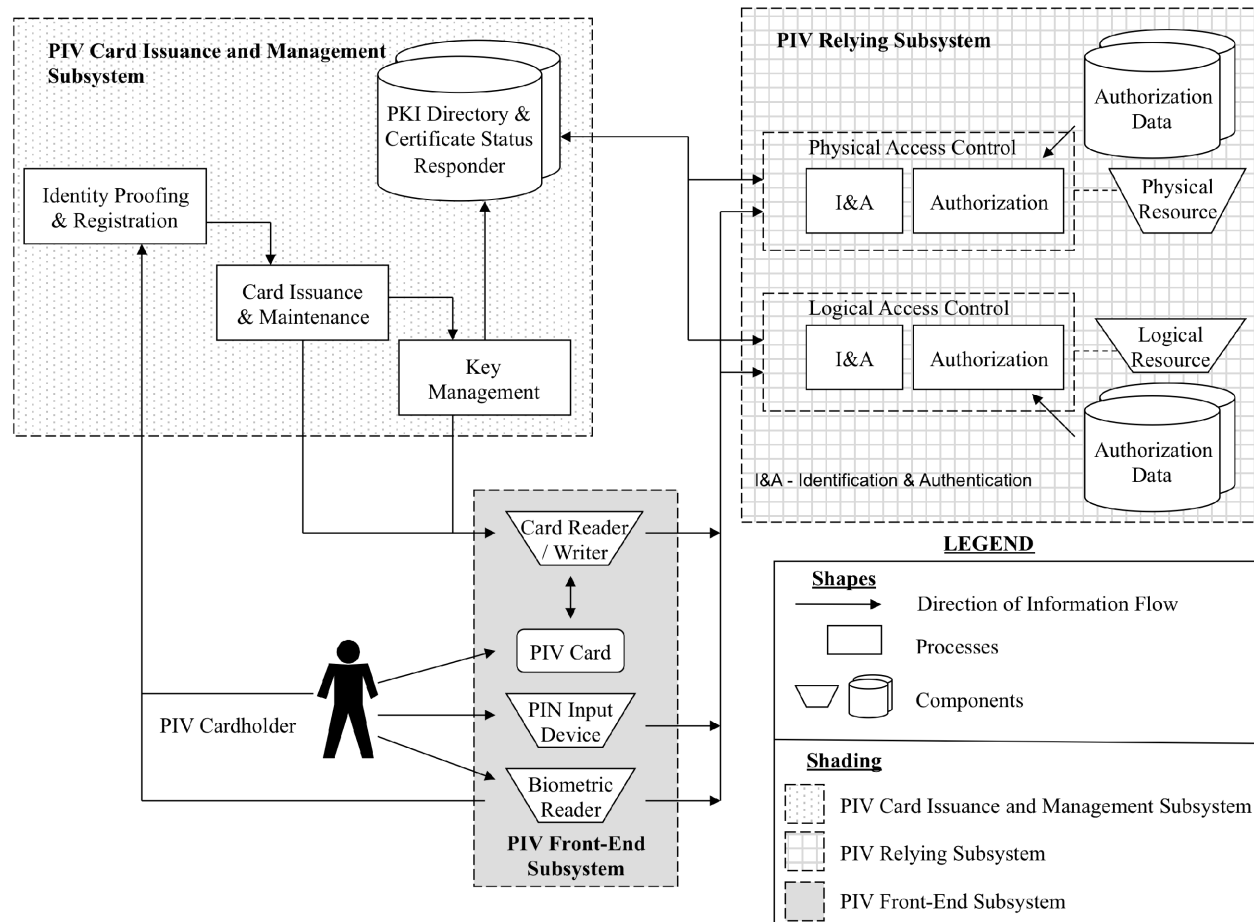 PIV Card Issuance and Management
Subsystem
PKI Directory &
Certificate Status
Responder
Identity Proofing
& Registration
Card Issuance
& Maintenance
Key
Management
PIV Relying Subsystem
Authorization
Data
Physical Access Control
I&A
Authorization
Physical
Resource
Logical Access Control
I&A
Authorization
Logical
Resource
Authorization
Data
I&A - Identification & Authentication
Card Reader
/ Writer
PIV Card
PIV Cardholder
PIN Input
Device
Biometric
Reader
PIV Front-End
Subsystem
LEGEND
Shapes
Direction of Information Flow
Processes
Components
Shading
PIV Card Issuance and Management Subsystem
PIV Relying Subsystem
PIV Front-End Subsystem